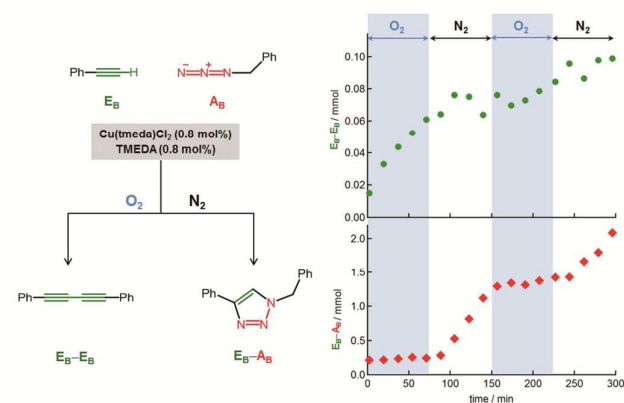 Ph
H
E_B
N=N=N
− +
Ph
A_B
Cu(tmeda)Cl₂ (0.8 mol%)
TMEDA (0.8 mol%)
O₂
N₂
Ph
Ph
E_B–E_B
Ph
Ph
N
N=N
E_B–A_B
O₂ N₂ O₂ N₂
0.10
0.08
0.06
0.04
0.02
0.00
E_B–E_B / mmol
2.0
1.5
1.0
0.5
0.0
E_B–A_B / mmol
0 50 100 150 200 250 300
time / min